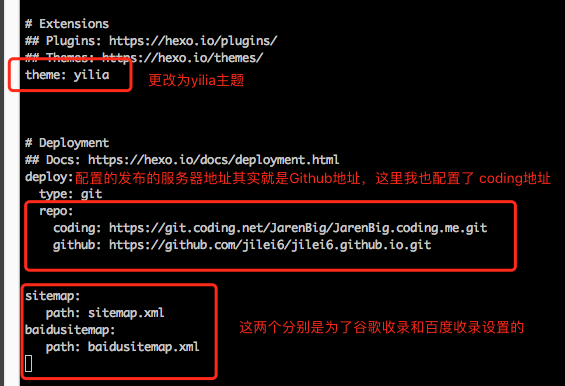 # Extensions
## Plugins: https://hexo.io/plugins/
## Themes: https://hexo.io/themes/
theme: yilia 更改为yilia主题
# Deployment
## Docs: https://hexo.io/docs/deployment.html
deploy:配置的发布的服务器地址其实就是Github地址，这里我也配置了 coding地址
type: git
repo:
coding: https://git.coding.net/JarenBig/JarenBig.coding.me.git
github: https://github.com/jilei6/jilei6.github.io.git
sitemap:
path: sitemap.xml 这两个分别是为了谷歌收录和百度收录设置的
baidusitemap:
path: baidusitemap.xml